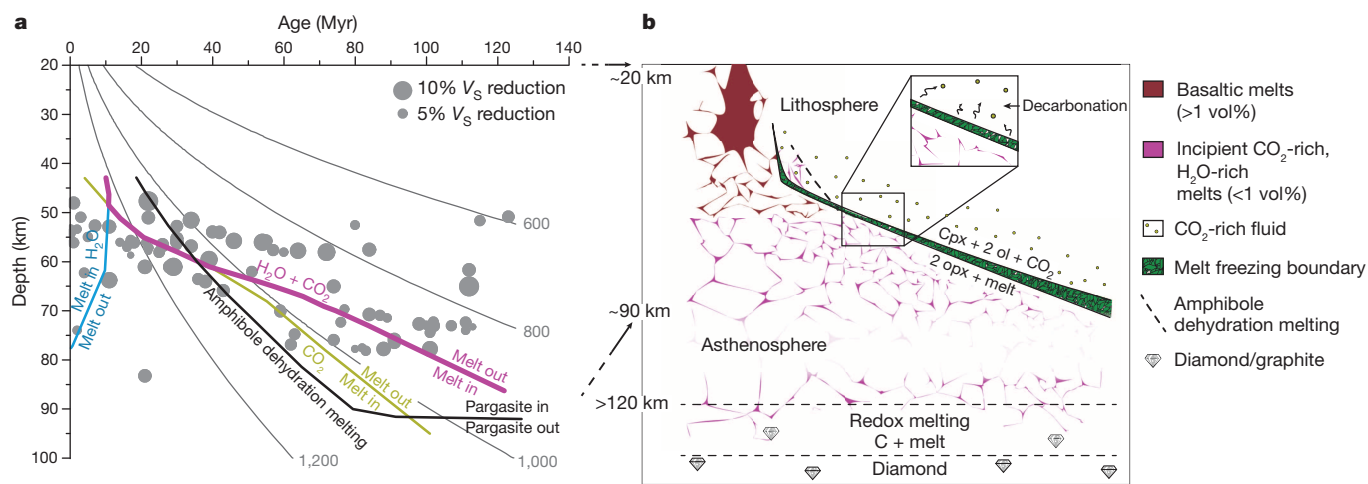 a
Age (Myr)
0 20 40 60 80 100 120 140
20
30
40
50
60
70
80
90
100
Depth (km)
10% VS reduction
5% VS reduction
600
800
1,000
1,200
Melt in H2O
Melt out
H2O + CO2
Melt out
Melt in
CO2
Melt out
Melt in
Amphibole dehydration melting
Pargasite in
Pargasite out
b
~20 km
~90 km
>120 km
Lithosphere
Decarbonation
Cpx + 2 ol + CO2
2 opx + melt
Asthenosphere
Redox melting
C + melt
Diamond
Basaltic melts
(>1 vol%)
Incipient CO2-rich,
H2O-rich
melts (<1 vol%)
CO2-rich fluid
Melt freezing boundary
Amphibole
dehydration melting
Diamond/graphite